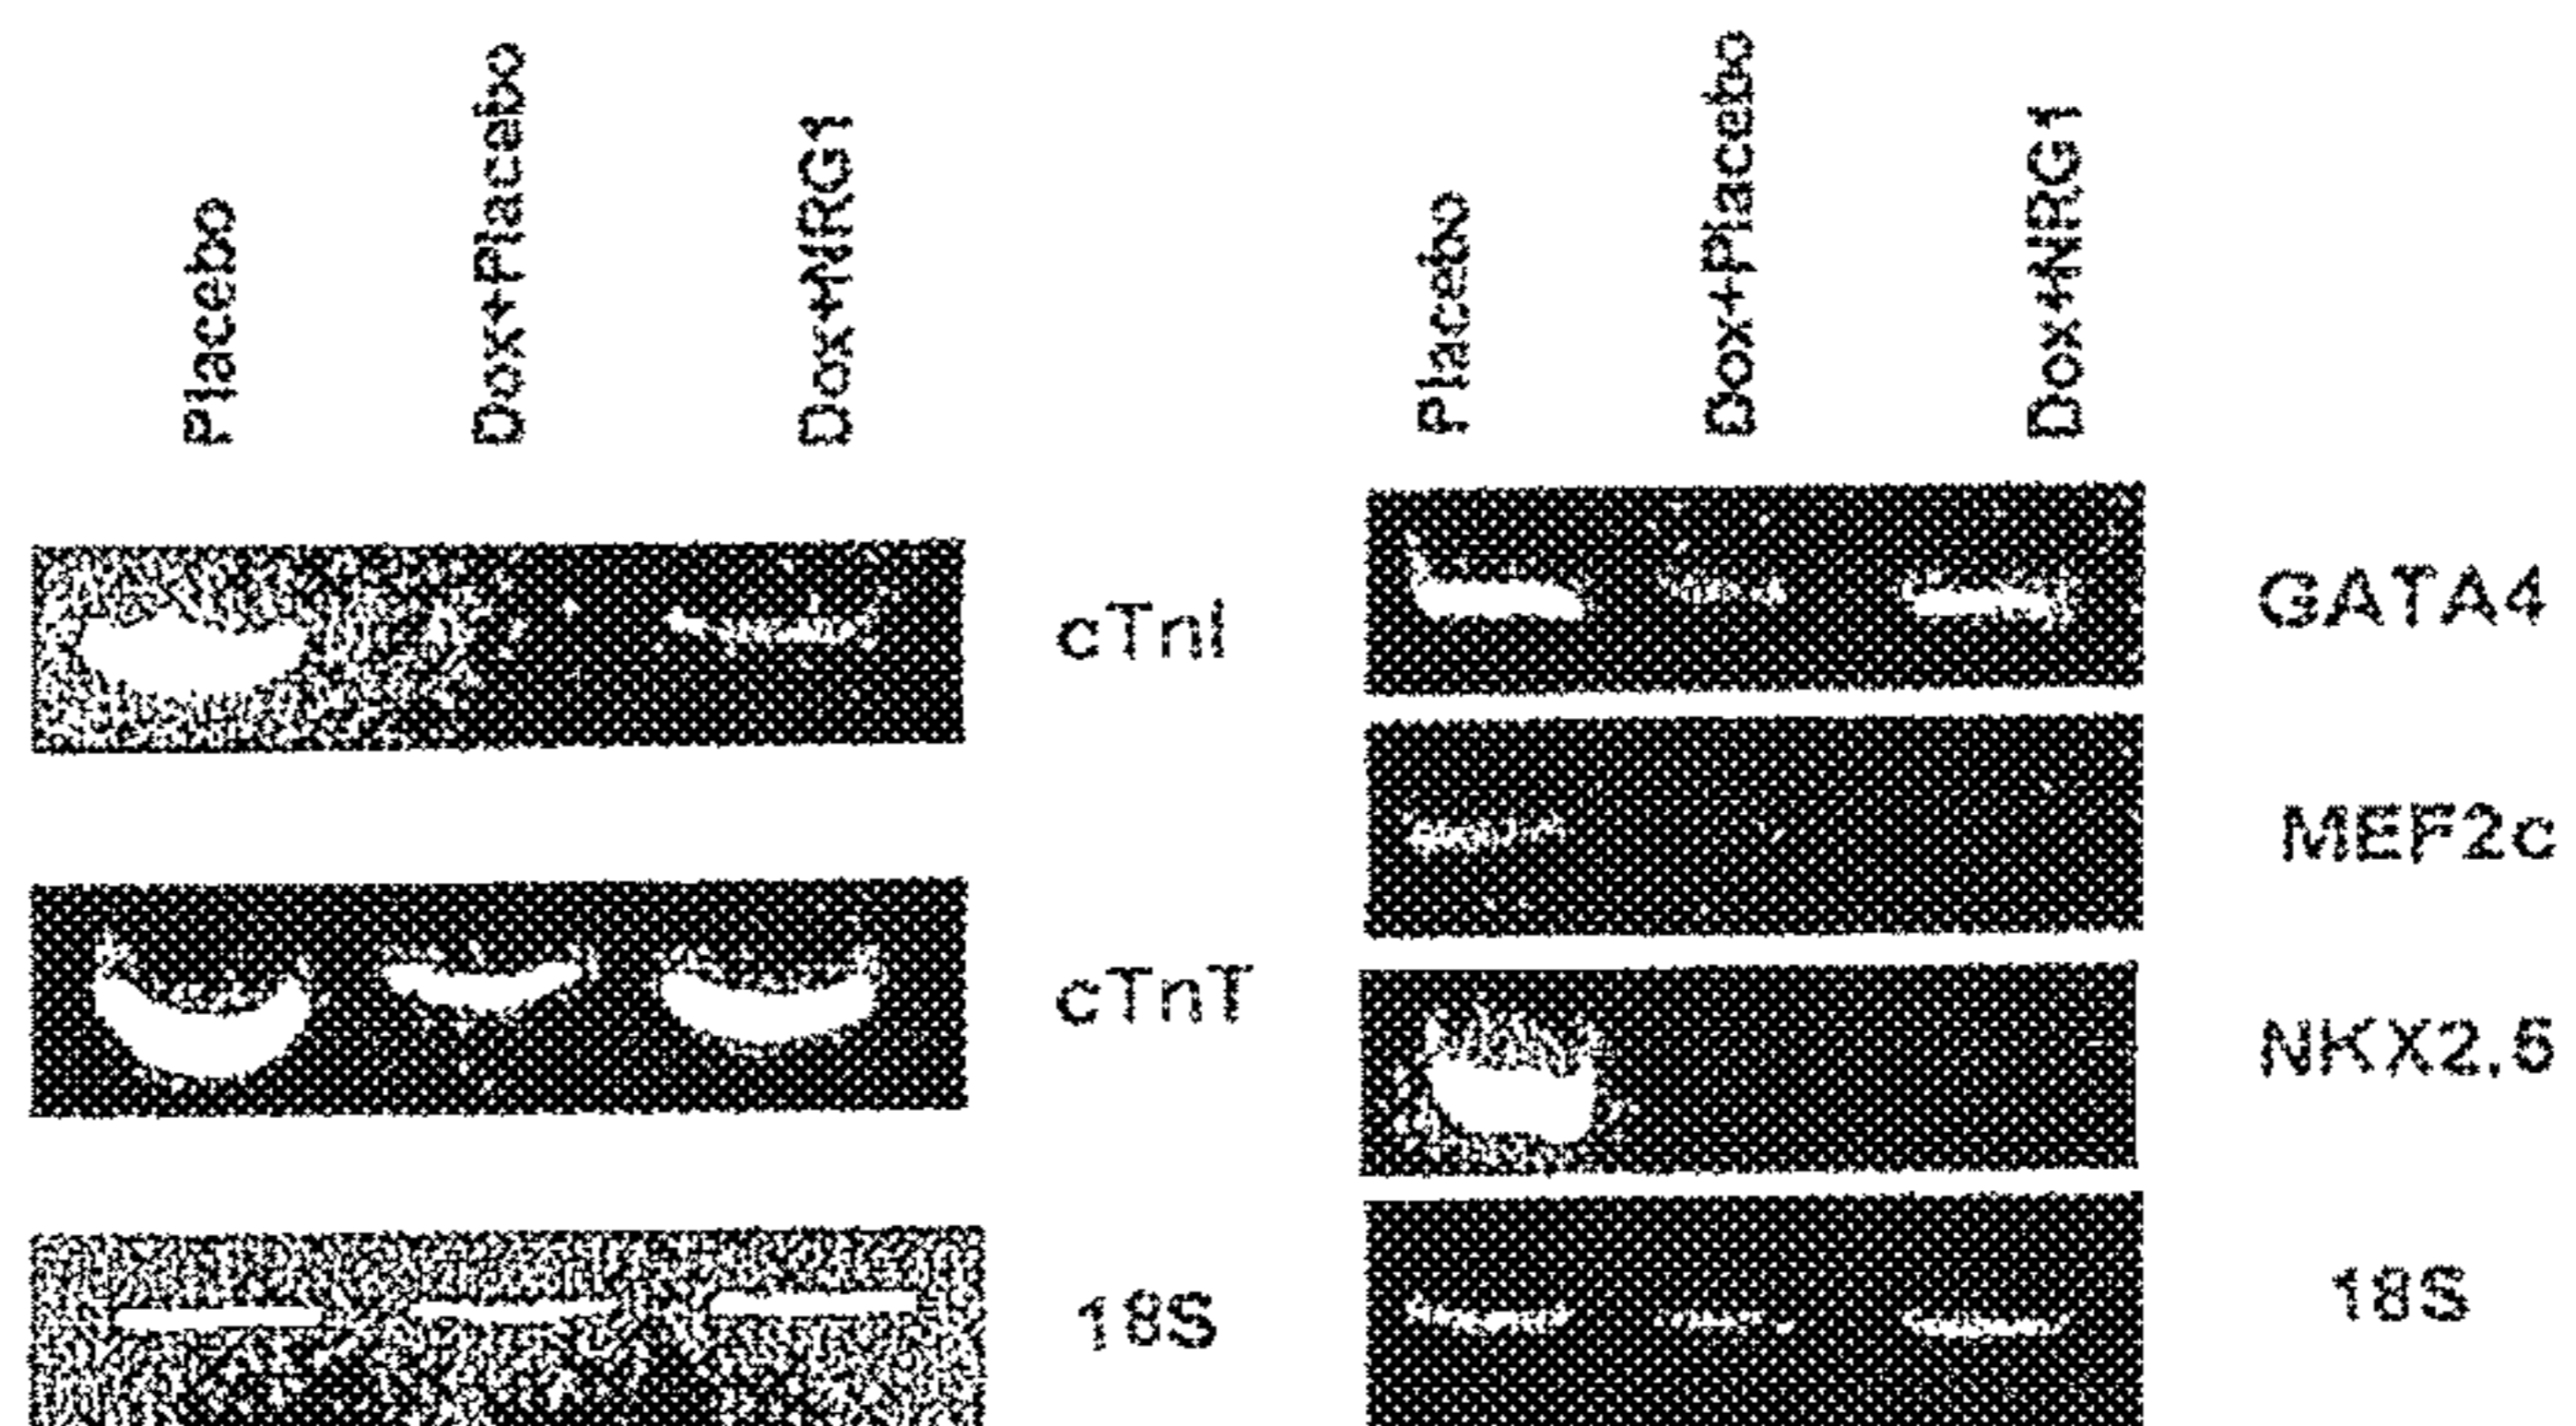 Placebo
Dox+Placebo
Dox+NRG1
Placebo
Dox+Placebo
Dox+NRG1
cTnI
cTnT
18S
GATA4
MEF2c
NKX2.5
18S